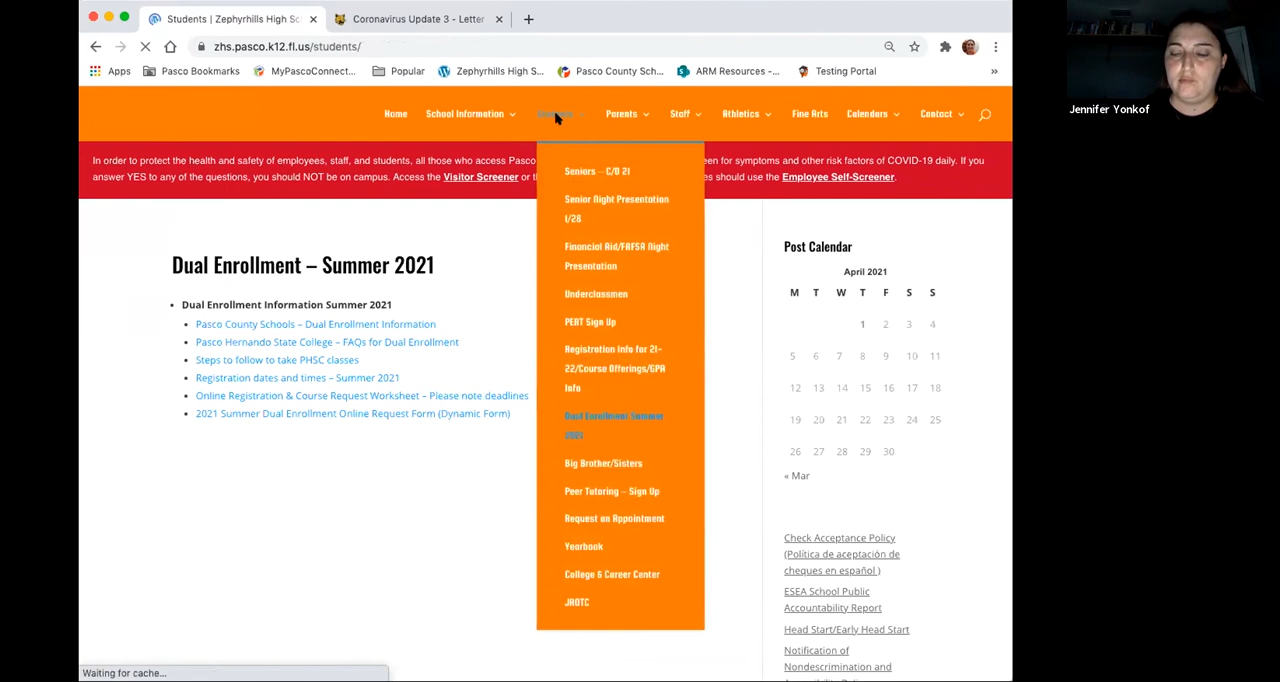 Students | Zephyrhills High Sc
Coronavirus Update 3 - Letter
zhs.pasco.k12.fl.us/students/
Apps
Pasco Bookmarks
MyPascoConnect...
Popular
Zephyrhills High S...
Pasco County Sch...
ARM Resources -...
Testing Portal
»
Jennifer Yonkof
Home
School Information
Students
Parents
Staff
Athletics
Fine Arts
Calendars
Contact
In order to protect the health and safety of employees, staff, and students, all those who access Pasco
een for symptoms and other risk factors of COVID-19 daily. If you
answer YES to any of the questions, you should NOT be on campus. Access the Visitor Screener or th
es should use the Employee Self-Screener.
Seniors – C/O 21
Senior Night Presentation
1/28
Financial Aid/FAFSA Night
Presentation
Underclassmen
PERT Sign Up
Registration Info for 21-
22/Course Offerings/GPA
Info
Dual Enrollment Summer
2021
Big Brother/Sisters
Peer Tutoring – Sign Up
Request an Appointment
Yearbook
College & Career Center
JROTC
Dual Enrollment – Summer 2021
Dual Enrollment Information Summer 2021
Pasco County Schools – Dual Enrollment Information
Pasco Hernando State College – FAQs for Dual Enrollment
Steps to follow to take PHSC classes
Registration dates and times – Summer 2021
Online Registration & Course Request Worksheet – Please note deadlines
2021 Summer Dual Enrollment Online Request Form (Dynamic Form)
Post Calendar
April 2021
M T W T F S S
1 2 3 4
5 6 7 8 9 10 11
12 13 14 15 16 17 18
19 20 21 22 23 24 25
26 27 28 29 30
« Mar
Check Acceptance Policy
(Política de aceptación de
cheques en español )
ESEA School Public
Accountability Report
Head Start/Early Head Start
Notification of
Nondescrimination and
Waiting for cache...